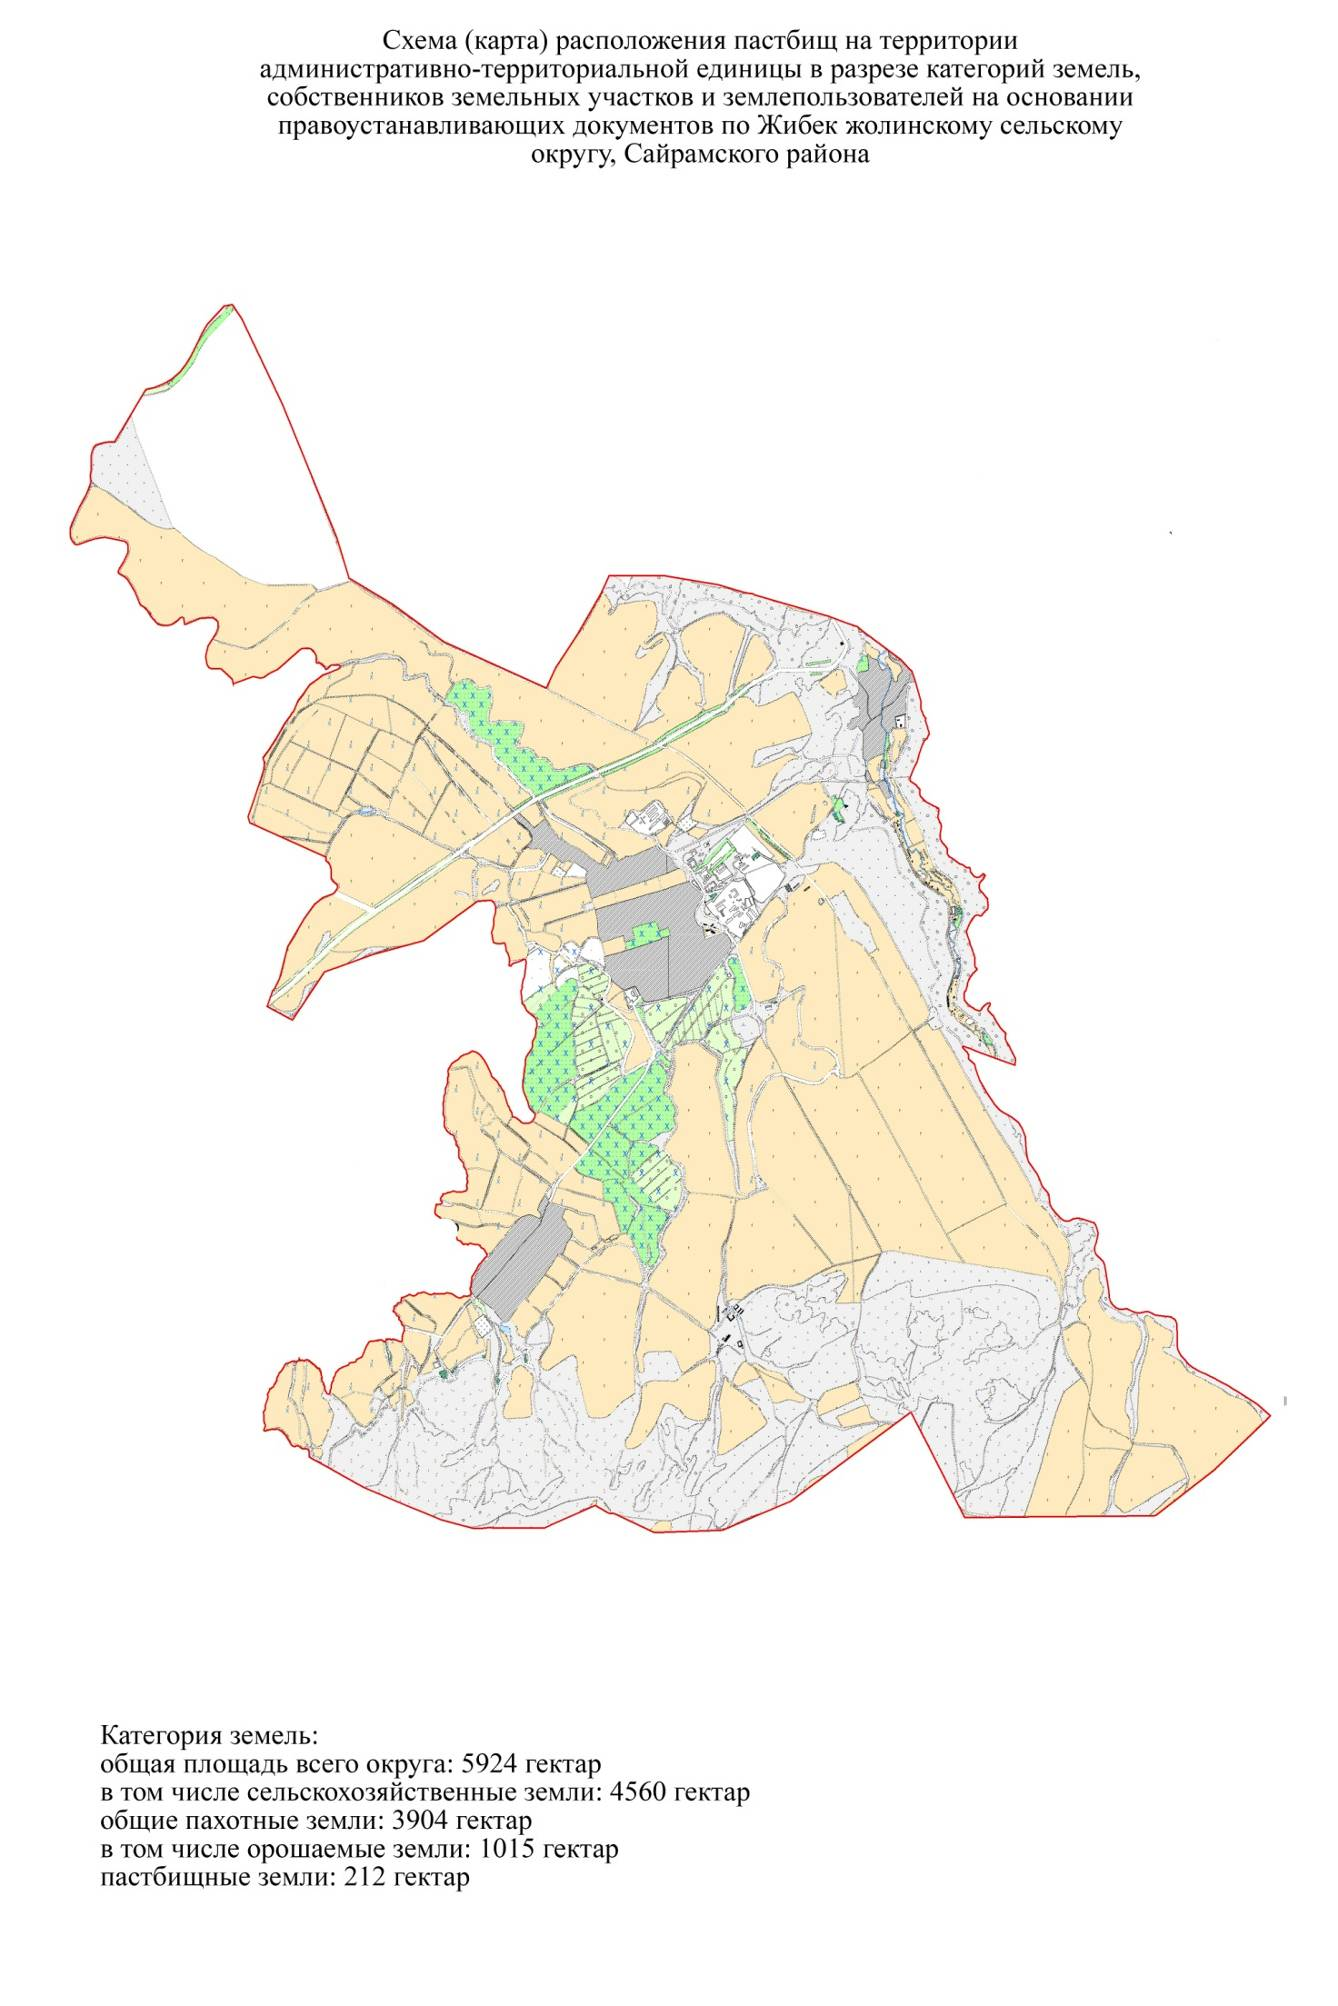 Схема (карта) расположения пастбищ на территории
административно-территориальной единицы в разрезе категорий земель,
собственников земельных участков и землепользователей на основании
правоустанавливающих документов по Жибек жолинскому сельскому
округу, Сайрамского района
Категория земель:
общая площадь всего округа: 5924 гектар
в том числе сельскохозяйственные земли: 4560 гектар
общие пахотные земли: 3904 гектар
в том числе орошаемые земли: 1015 гектар
пастбищные земли: 212 гектар